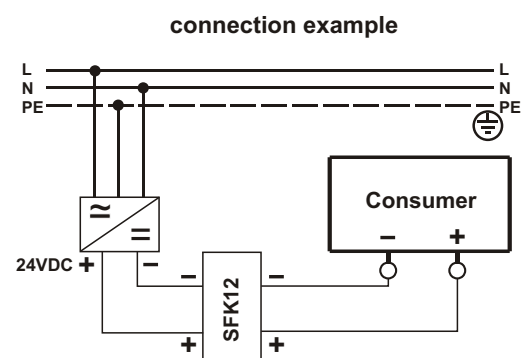 connection example
L L
N N
PE PE
Consumer
- +
24VDC + -
- -
SFK12
+ +